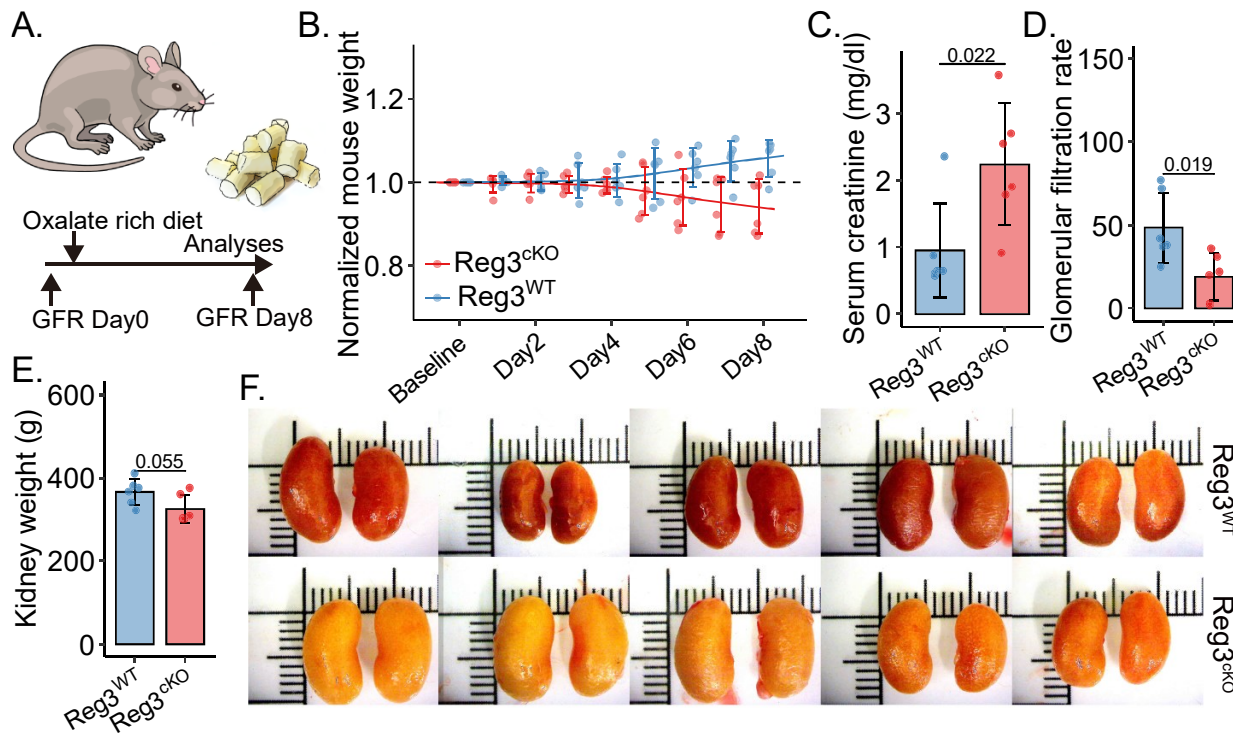 A.
Oxalate rich diet
Analyses
GFR Day0
GFR Day8
B.
Normalized mouse weight
1.2
1.0
0.8
Reg3cKO
Reg3WT
Baseline
Day2
Day4
Day6
Day8
C.
Serum creatinine (mg/dl)
3
2
1
0
0.022
Reg3WT
Reg3cKO
D.
Glomerular filtration rate
150
100
50
0
0.019
Reg3WT
Reg3cKO
E.
Kidney weight (g)
600
400
200
0
0.055
Reg3WT
Reg3cKO
F.
Reg3WT
Reg3cKO